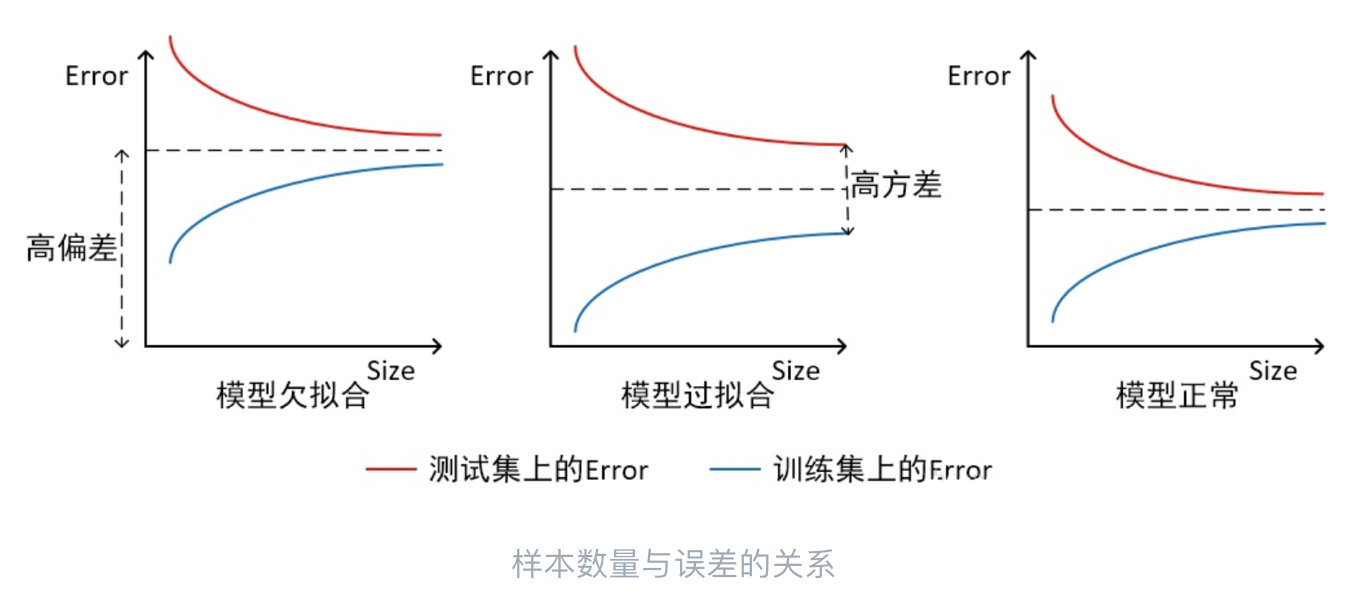 Error
高偏差
Size
模型欠拟合
Error
高方差
Size
模型过拟合
Error
Size
模型正常
测试集上的Error
训练集上的Error
样本数量与误差的关系